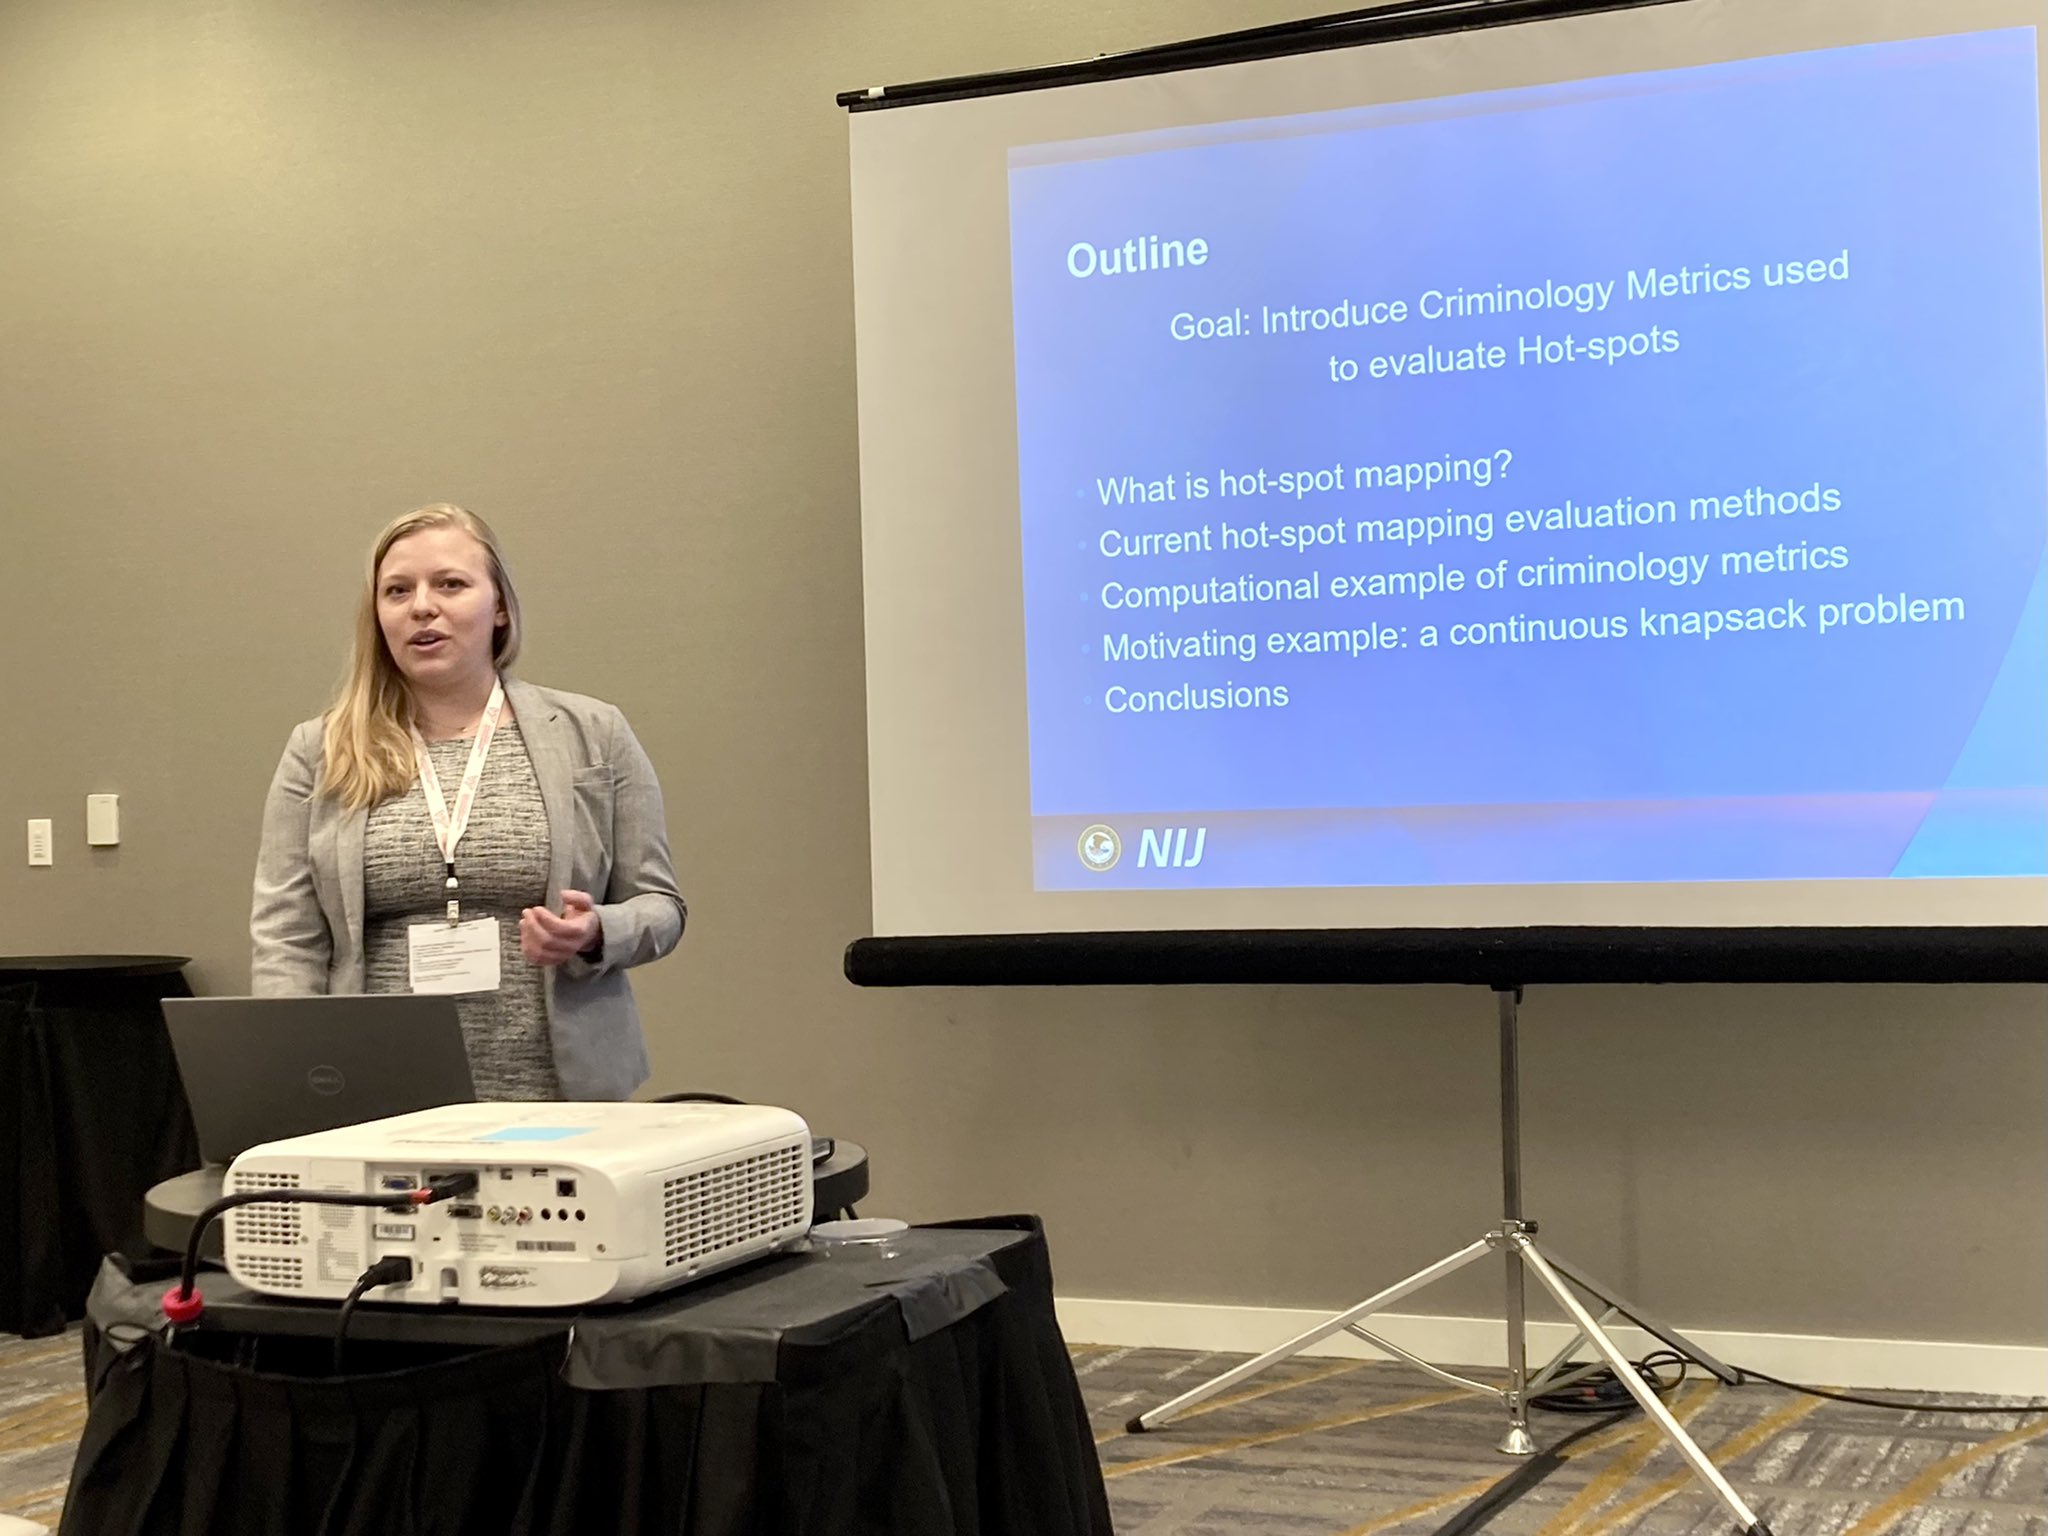 Outline
Goal: Introduce Criminology Metrics used
to evaluate Hot-spots
• What is hot-spot mapping?
• Current hot-spot mapping evaluation methods
• Computational example of criminology metrics
• Motivating example: a continuous knapsack problem
• Conclusions
NIJ
DELL